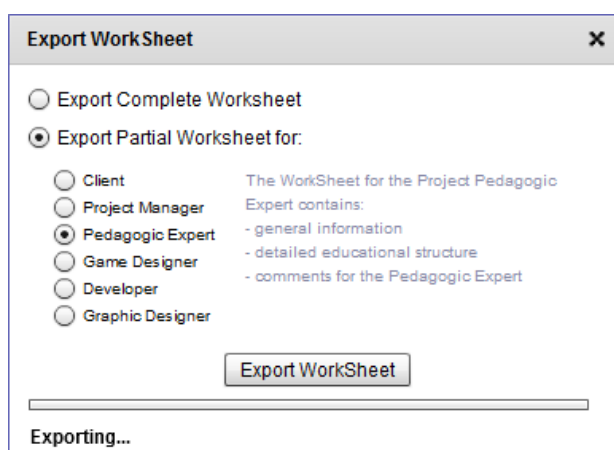 Export WorkSheet
Export Complete Worksheet
Export Partial Worksheet for:
Client
Project Manager
Pedagogic Expert
Game Designer
Developer
Graphic Designer
The WorkSheet for the Project Pedagogic
Expert contains:
- general information
- detailed educational structure
- comments for the Pedagogic Expert
Export WorkSheet
Exporting...